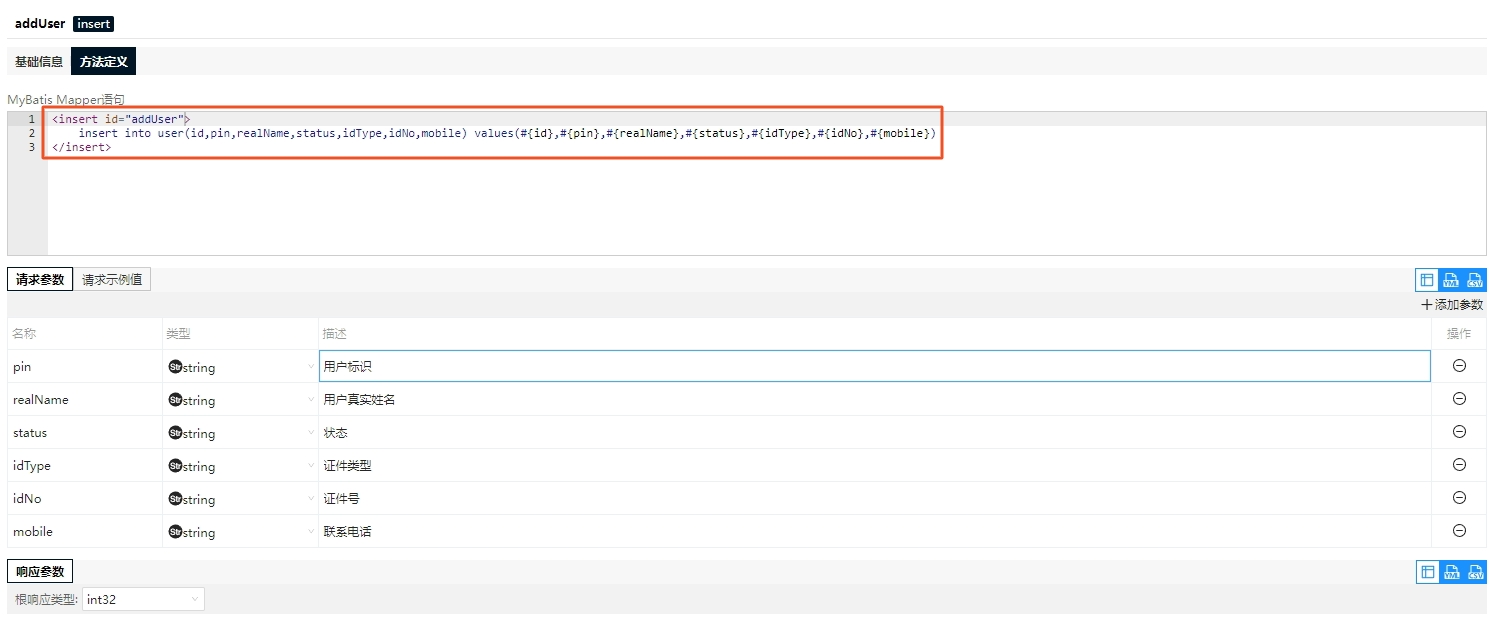 addUser insert
基础信息 方法定义
MyBatis Mapper语句
1 <insert id="addUser">
2 insert into user(id,pin,realName,status,idType,idNo,mobile) values(#{id},#{pin},#{realName},#{status},#{idType},#{idNo},#{mobile})
3 </insert>
请求参数 请求示例值 YML CSV
添加参数
名称 类型 描述 操作
pin Str string 用户标识
realName Str string 用户真实姓名
status Str string 状态
idType Str string 证件类型
idNo Str string 证件号
mobile Str string 联系电话
响应参数 YML CSV
根响应类型: int32